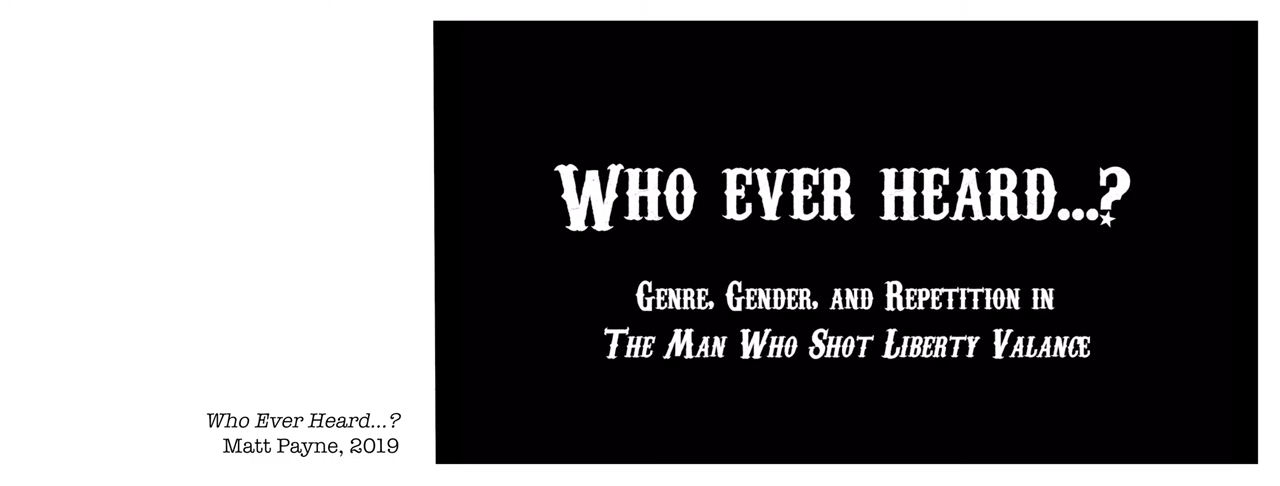 Who ever heard...?
Genre, Gender, and Repetition in
The Man Who Shot Liberty Valance
Who Ever Heard...?
Matt Payne, 2019